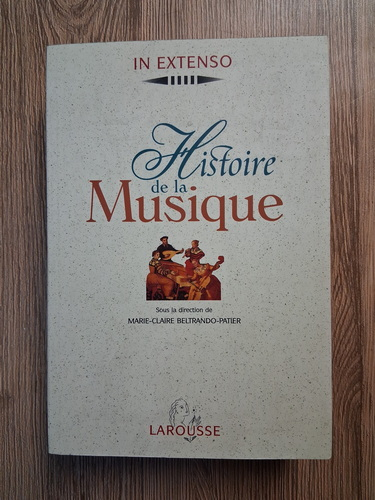 IN EXTENSO
Histoire
de la
Musique
Sous la direction de
MARIE-CLAIRE BELTRANDO-PATIER
LAROUSSE